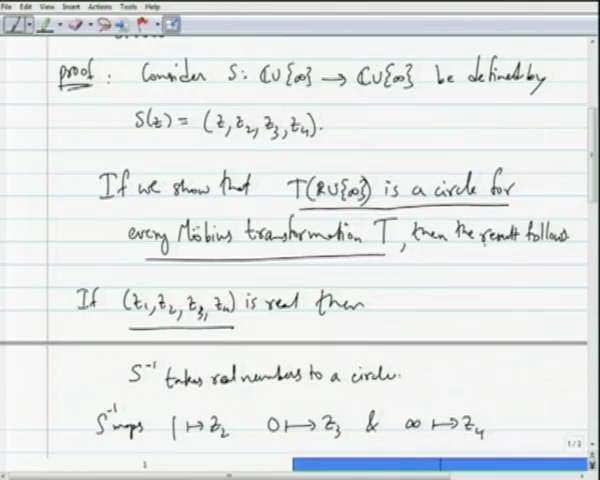 File Edit View Insert Actions Tools Help
proof: Consider S: ℂ∪{∞} → ℂ∪{∞} be defined by
S(z) = (z, z₂, z₃, z₄).
If we show that T(ℝ∪{∞}) is a circle for
every Möbius transformation T, then the result follows
If (z₁, z₂, z₃, z₄) is real then
S⁻¹ takes real numbers to a circle.
S⁻¹ maps 1 ↦ z₂ 0 ↦ z₃ & ∞ ↦ z₄
1/3
1